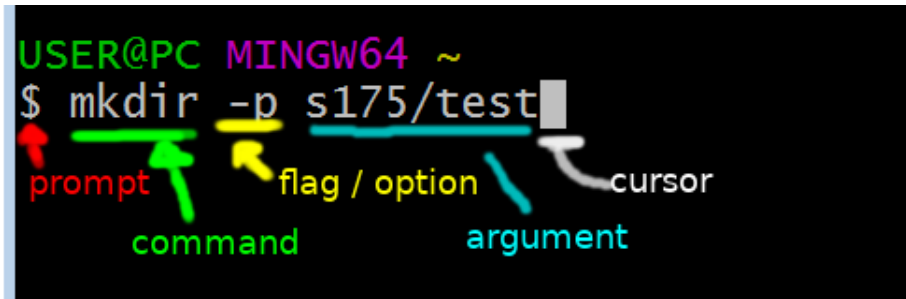 USER@PC MINGW64 ~
$ mkdir -p s175/test
prompt
flag / option
cursor
command
argument